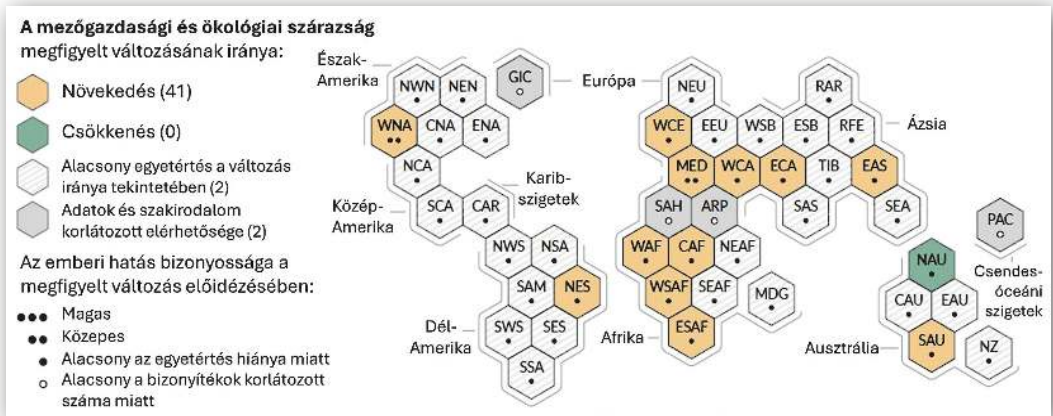 A mezőgazdasági és ökológiai szárazság
megfigyelt változásának iránya:
Növekedés (41)
Csökkenés (0)
Alacsony egyetértés a változás
iránya tekintetében (2)
Adatok és szakirodalom
korlátozott elérhetősége (2)
Az emberi hatás bizonyossága a
megfigyelt változás előidézésében:
Magas
Közepes
Alacsony az egyetértés hiánya miatt
Alacsony a bizonyítékok korlátozott
száma miatt
Észak-
Amerika
NWN
NEN
GIC
WNA
CNA
ENA
NCA
Közép-
Amerika
SCA
CAR
Karib-
szigetek
NWS
NSA
SAM
NES
Dél-
Amerika
SWS
SES
SSA
Európa
NEU
RAR
WCE
EEU
WSB
ESB
RFE
Ázsia
MED
WCA
ECA
TIB
EAS
SAH
ARP
SAS
SEA
WAF
CAF
NEAF
WSAF
SEAF
MDG
Afrika
ESAF
PAC
Csendes-
óceáni
szigetek
NAU
CAU
EAU
Ausztrália
SAU
NZ